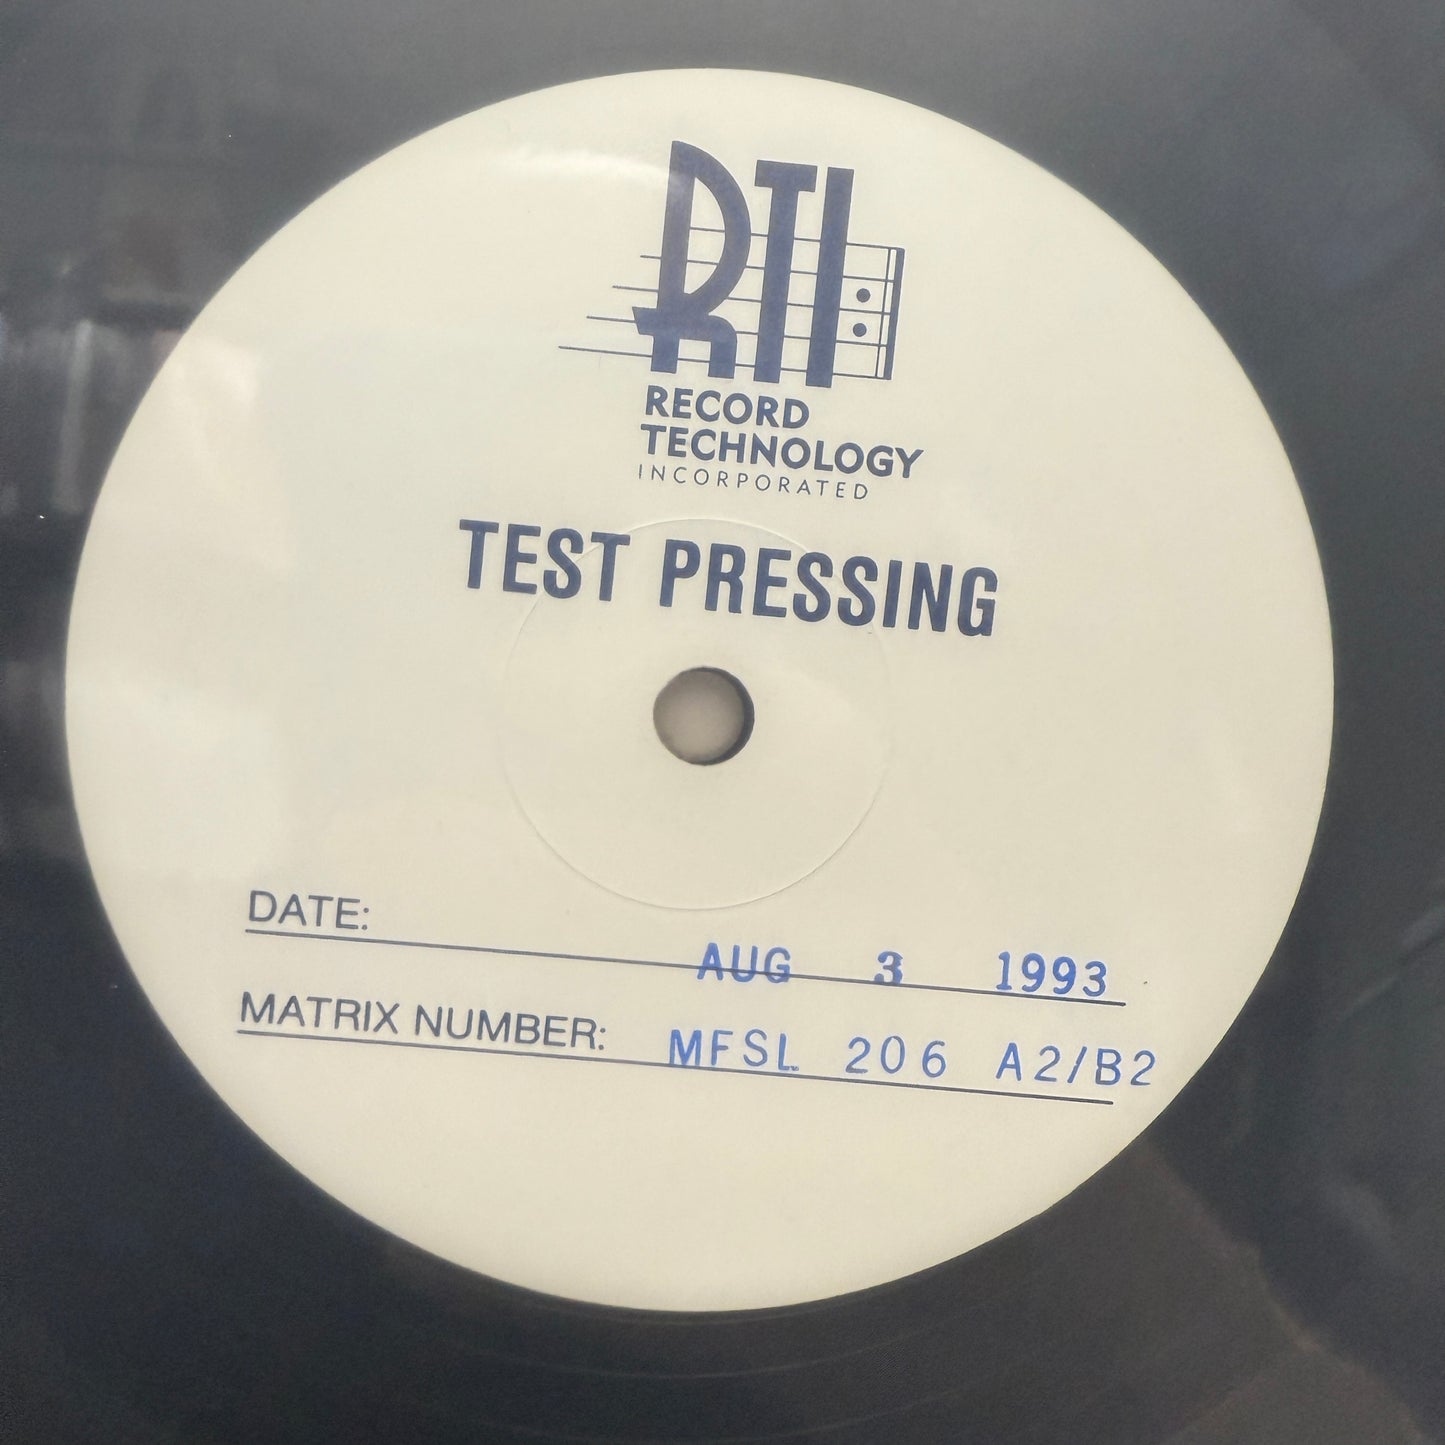 RTI
RECORD
TECHNOLOGY
INCORPORATED
TEST PRESSING
DATE: AUG 3 1993
MATRIX NUMBER: MFSL 206 A2/B2